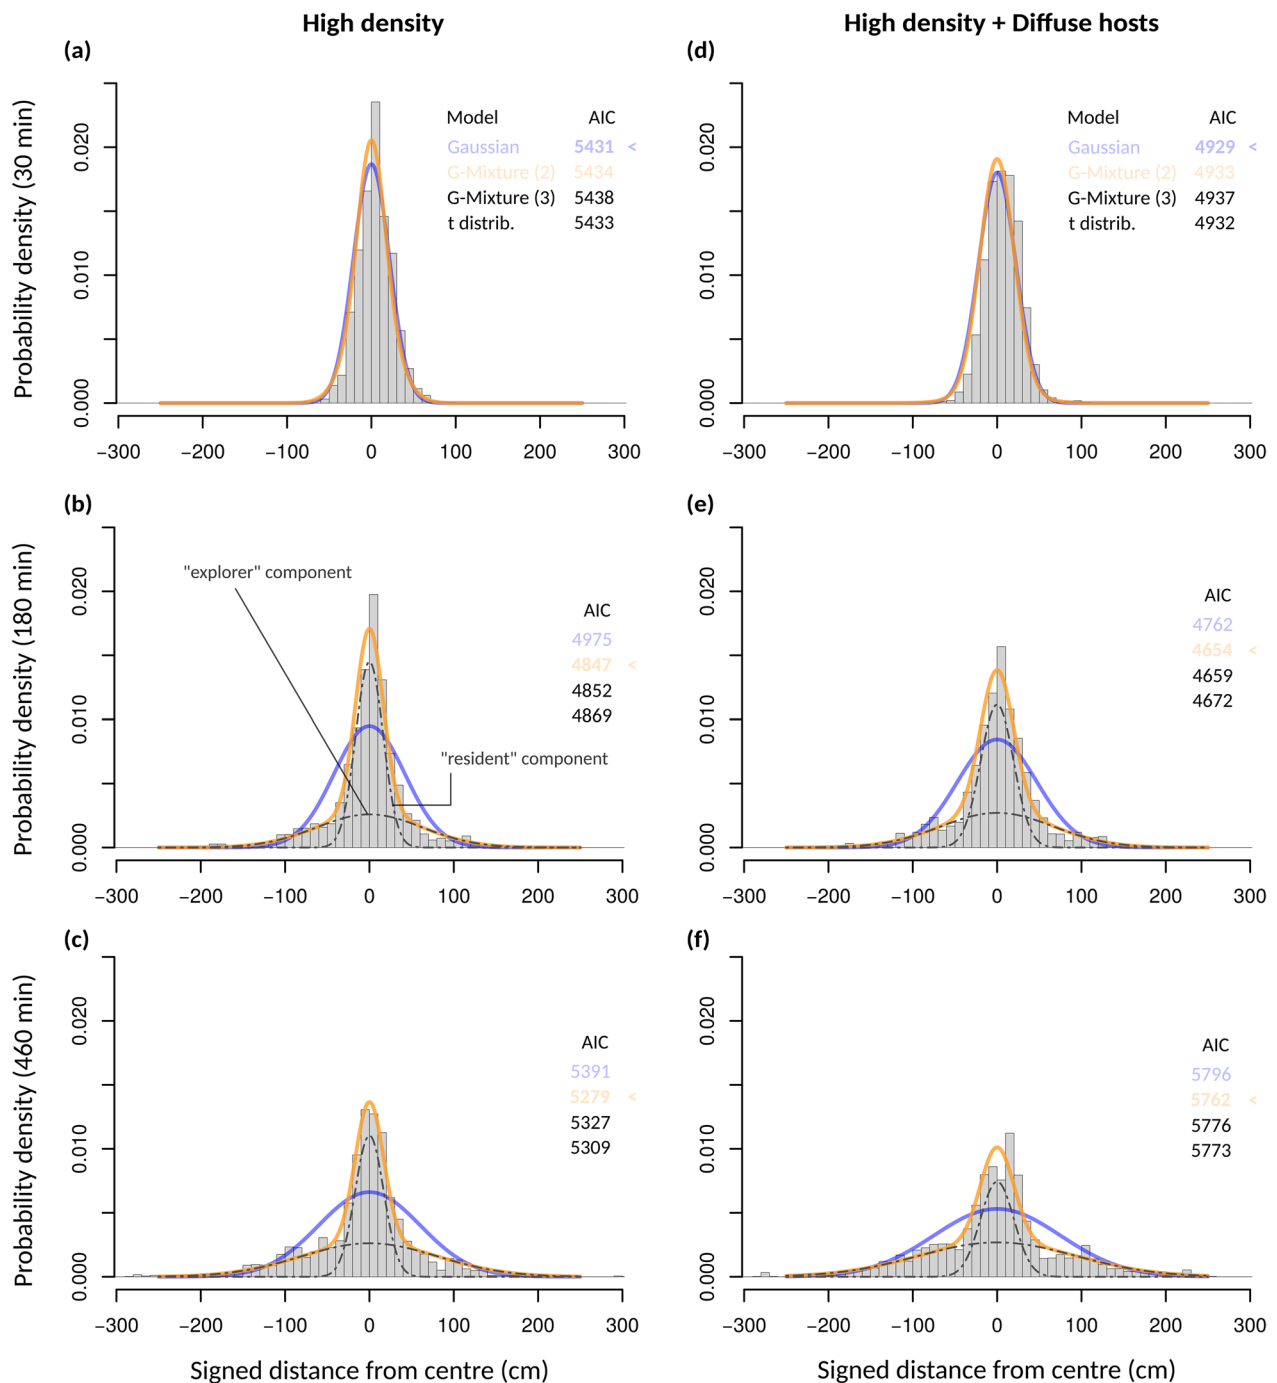 High density
High density + Diffuse hosts
(a)
Probability density (30 min)
0.000 0.010 0.020
Model AIC
Gaussian 5431 <
G-Mixture (2) 5434
G-Mixture (3) 5438
t distrib. 5433
−300 −200 −100 0 100 200 300
(d)
0.000 0.010 0.020
Model AIC
Gaussian 4929 <
G-Mixture (2) 4933
G-Mixture (3) 4937
t distrib. 4932
−300 −200 −100 0 100 200 300
(b)
Probability density (180 min)
0.000 0.010 0.020
"explorer" component
"resident" component
AIC
4975
4847 <
4852
4869
−300 −200 −100 0 100 200 300
(e)
0.000 0.010 0.020
AIC
4762
4654 <
4659
4672
−300 −200 −100 0 100 200 300
(c)
Probability density (460 min)
0.000 0.010 0.020
AIC
5391
5279 <
5327
5309
−300 −200 −100 0 100 200 300
Signed distance from centre (cm)
(f)
0.000 0.010 0.020
AIC
5796
5762 <
5776
5773
−300 −200 −100 0 100 200 300
Signed distance from centre (cm)